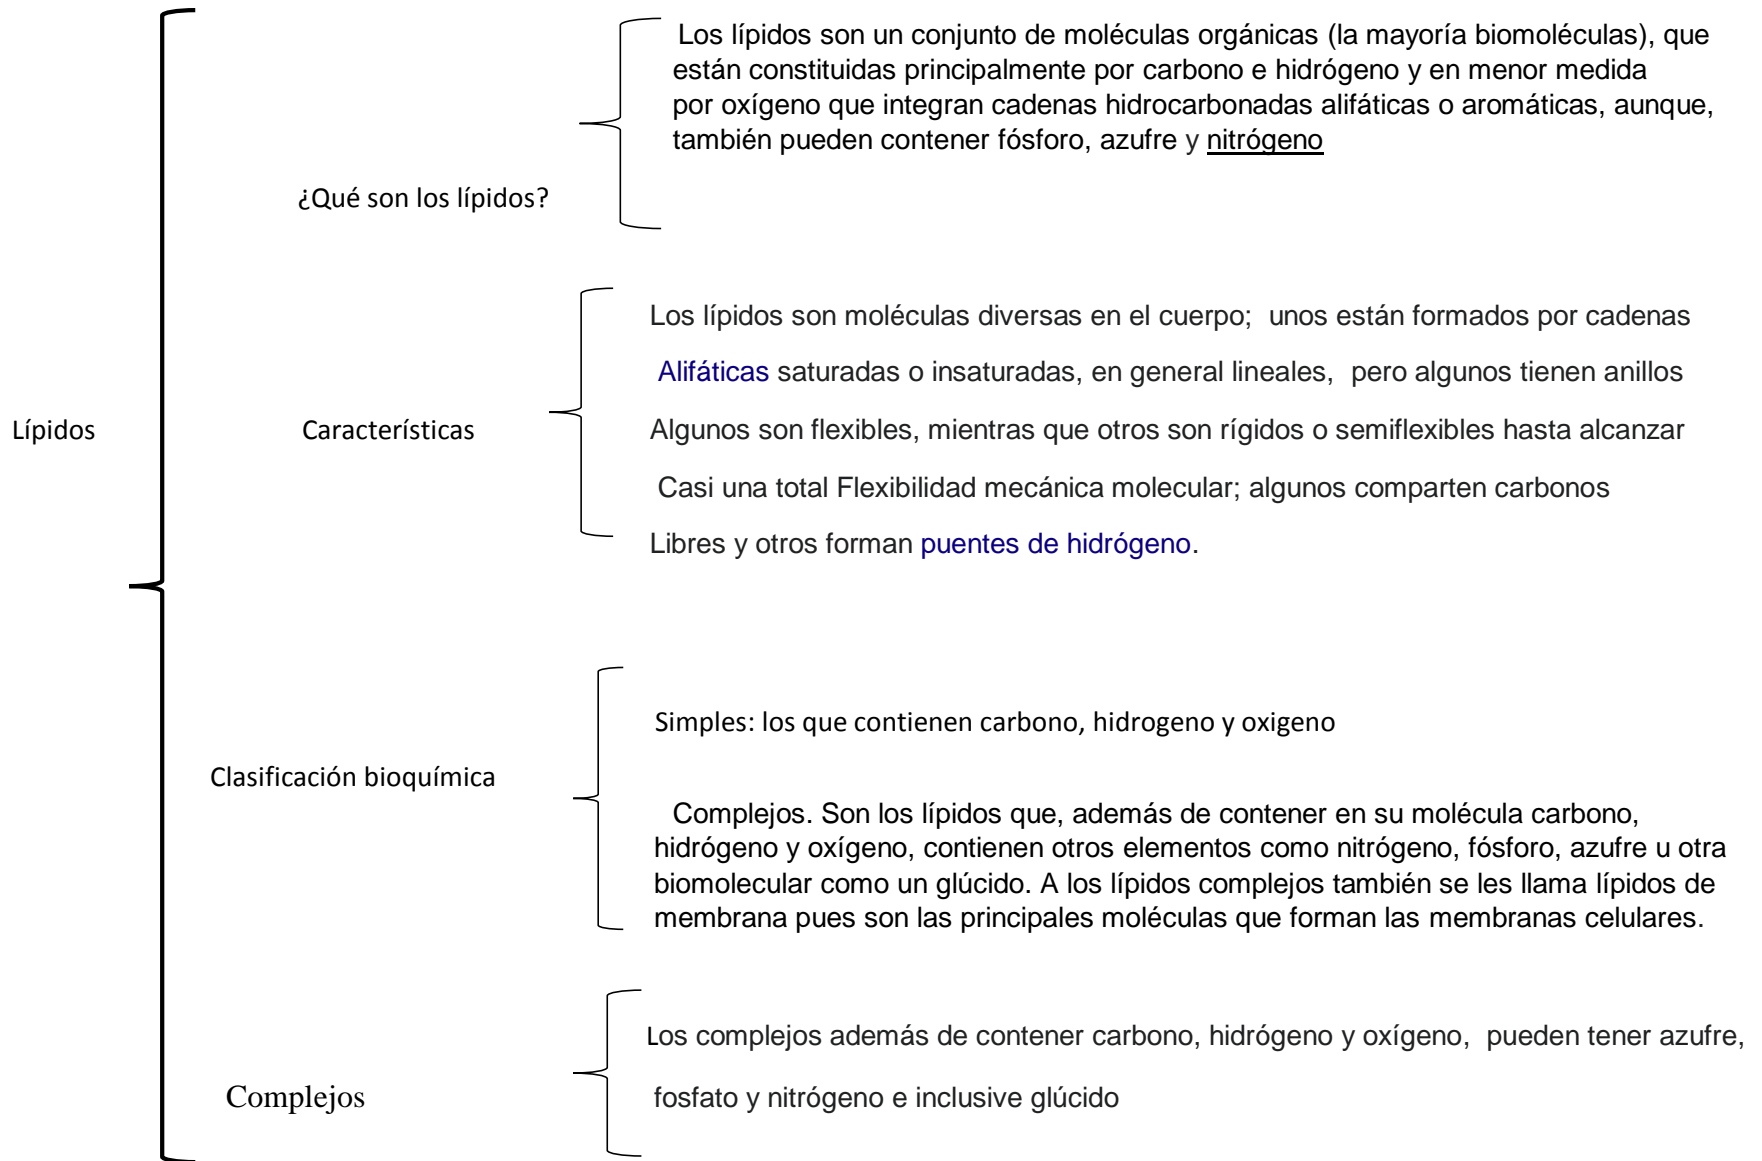 Los lípidos son un conjunto de moléculas orgánicas (la mayoría biomoléculas), que
están constituidas principalmente por carbono e hidrógeno y en menor medida
por oxígeno que integran cadenas hidrocarbonadas alifáticas o aromáticas, aunque,
también pueden contener fósforo, azufre y nitrógeno
¿Qué son los lípidos?
Los lípidos son moléculas diversas en el cuerpo; unos están formados por cadenas
Alifáticas saturadas o insaturadas, en general lineales, pero algunos tienen anillos
Lípidos
Características
Algunos son flexibles, mientras que otros son rígidos o semiflexibles hasta alcanzar
Casi una total Flexibilidad mecánica molecular; algunos comparten carbonos
Libres y otros forman puentes de hidrógeno.
Simples: los que contienen carbono, hidrogeno y oxigeno
Clasificación bioquímica
Complejos. Son los lípidos que, además de contener en su molécula carbono,
hidrógeno y oxígeno, contienen otros elementos como nitrógeno, fósforo, azufre u otra
biomolecular como un glúcido. A los lípidos complejos también se les llama lípidos de
membrana pues son las principales moléculas que forman las membranas celulares.
Los complejos además de contener carbono, hidrógeno y oxígeno, pueden tener azufre,
Complejos
fosfato y nitrógeno e inclusive glúcido